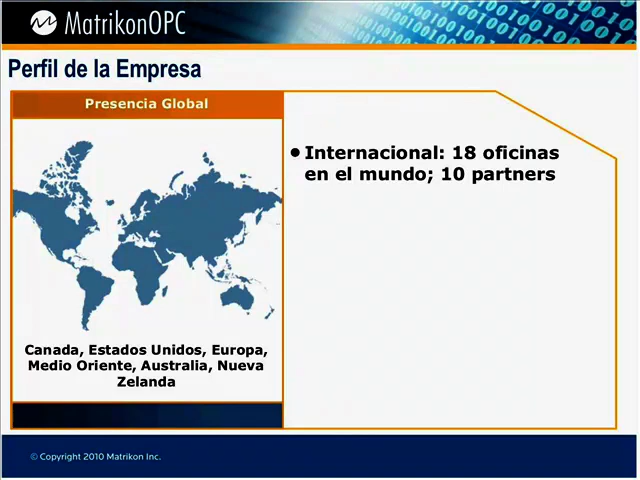 MatrikonOPC
Perfil de la Empresa
Presencia Global
Canada, Estados Unidos, Europa,
Medio Oriente, Australia, Nueva
Zelanda
• Internacional: 18 oficinas
en el mundo; 10 partners
© Copyright 2010 Matrikon Inc.